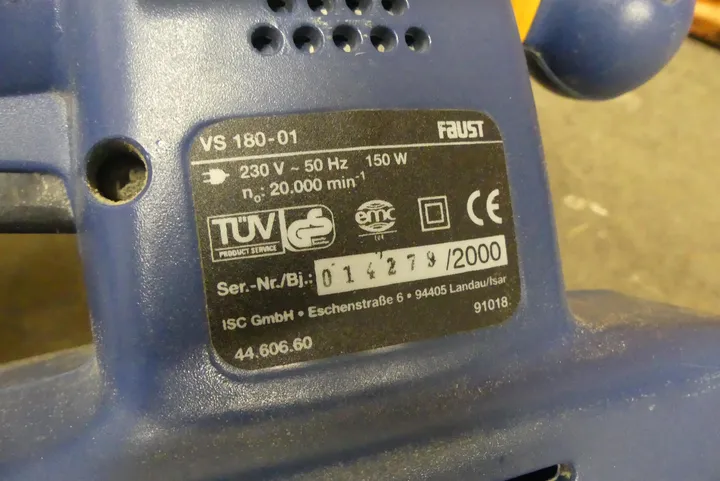 VS 180-01 FAUST
230 V ~ 50 Hz 150 W
n₀: 20.000 min⁻¹
TÜV PRODUCT SERVICE GS emc CE
Ser.-Nr./Bj.: 014279 /2000
ISC GmbH • Eschenstraße 6 • 94405 Landau/Isar
91018
44.606.60